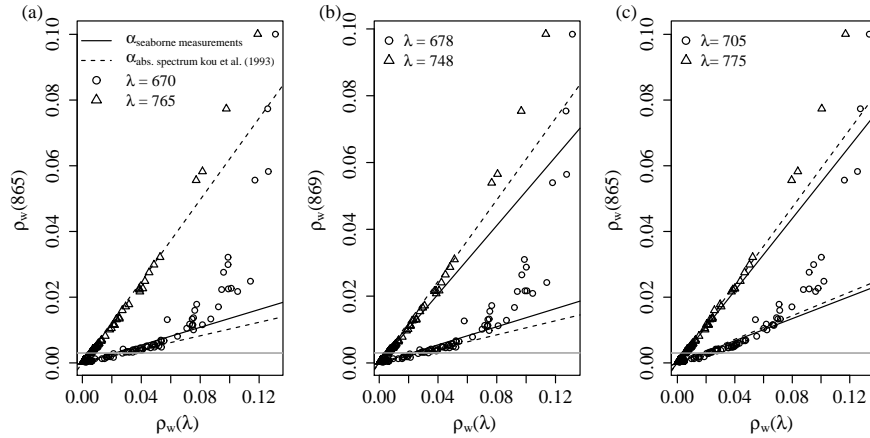 (a)
α seaborne measurements
α abs. spectrum kou et al. (1993)
λ = 670
λ = 765
ρw(865)
0.00 0.02 0.04 0.06 0.08 0.10
0.00 0.04 0.08 0.12
ρw(λ)
(b)
λ = 678
λ = 748
ρw(869)
0.00 0.02 0.04 0.06 0.08 0.10
0.00 0.04 0.08 0.12
ρw(λ)
(c)
λ= 705
λ = 775
ρw(865)
0.00 0.02 0.04 0.06 0.08 0.10
0.00 0.04 0.08 0.12
ρw(λ)